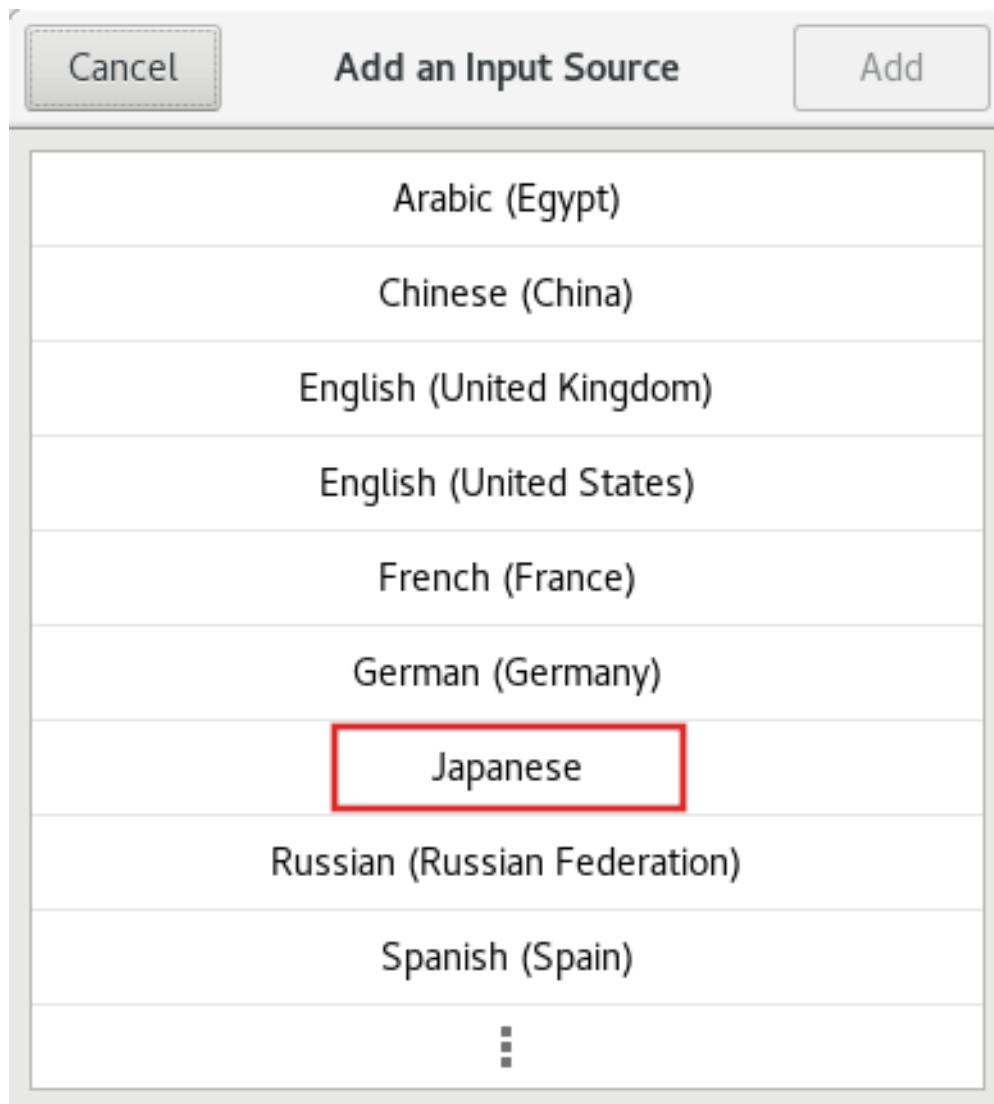 Cancel Add an Input Source Add
Arabic (Egypt)
Chinese (China)
English (United Kingdom)
English (United States)
French (France)
German (Germany)
Japanese
Russian (Russian Federation)
Spanish (Spain)